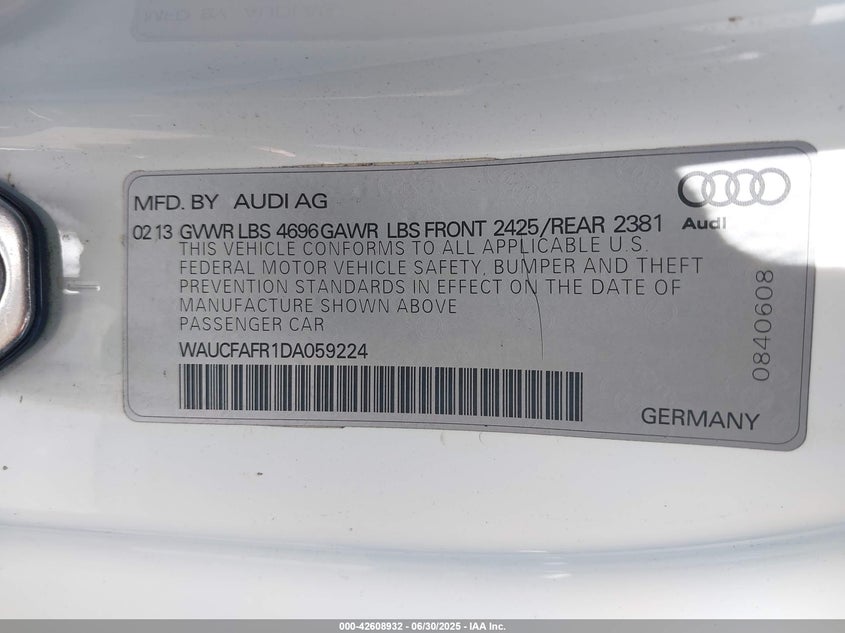 MFD. BY AUDI AG
02 13 GVWR LBS 4696 GAWR LBS FRONT 2425/REAR 2381
Audi
THIS VEHICLE CONFORMS TO ALL APPLICABLE U.S.
FEDERAL MOTOR VEHICLE SAFETY, BUMPER AND THEFT
PREVENTION STANDARDS IN EFFECT ON THE DATE OF
MANUFACTURE SHOWN ABOVE
PASSENGER CAR
WAUCFAFR1DA059224
0840608
GERMANY
000-42608932 - 06/30/2025 - IAA Inc.